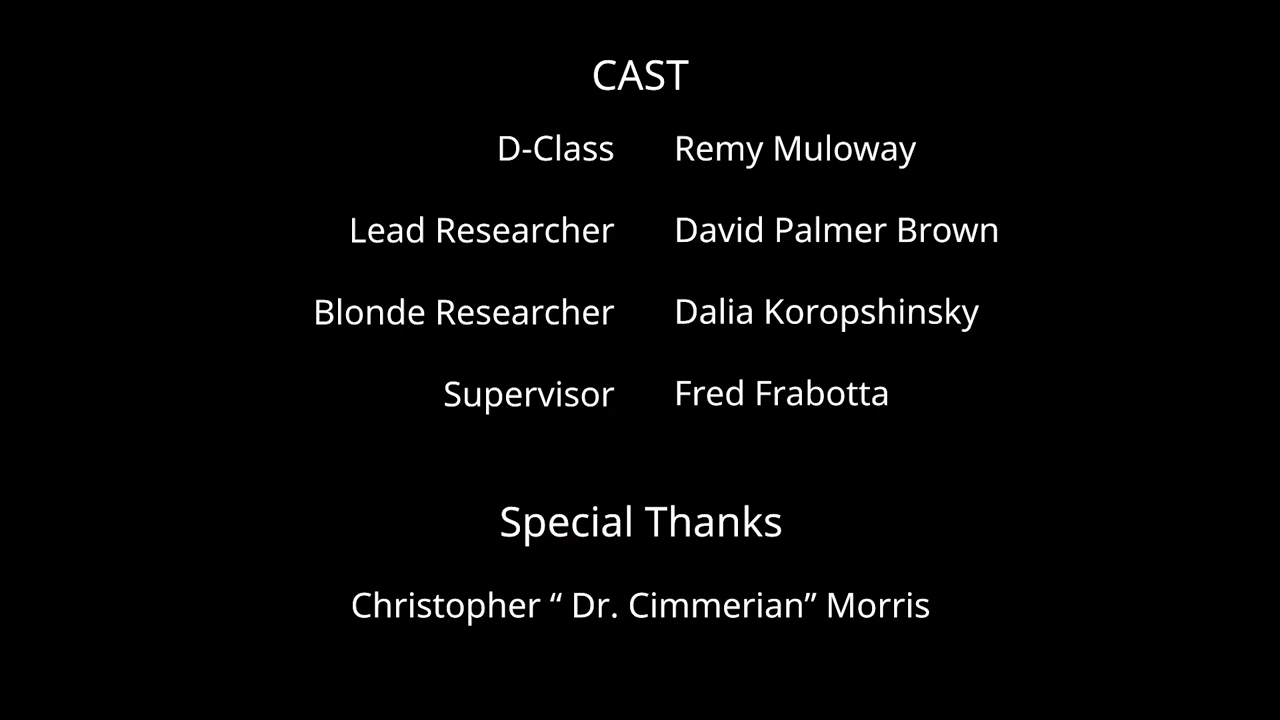 CAST
D-Class Remy Muloway
Lead Researcher David Palmer Brown
Blonde Researcher Dalia Koropshinsky
Supervisor Fred Frabotta
Special Thanks
Christopher “ Dr. Cimmerian” Morris